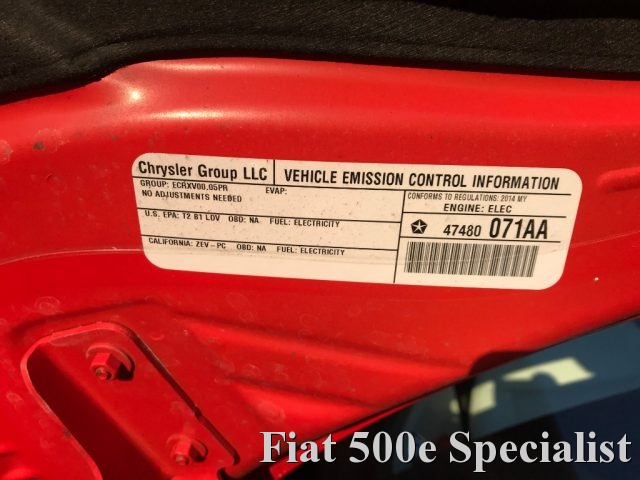 Chrysler Group LLC VEHICLE EMISSION CONTROL INFORMATION
GROUP: ECRXV00.05PR EVAP:
NO ADJUSTMENTS NEEDED
CONFORMS TO REGULATIONS: 2014 MY
ENGINE: ELEC
U.S. EPA: T2 B1 LDV OBD: NA FUEL: ELECTRICITY
47480 071AA
CALIFORNIA: ZEV-PC OBD: NA FUEL: ELECTRICITY
Fiat 500e Specialist